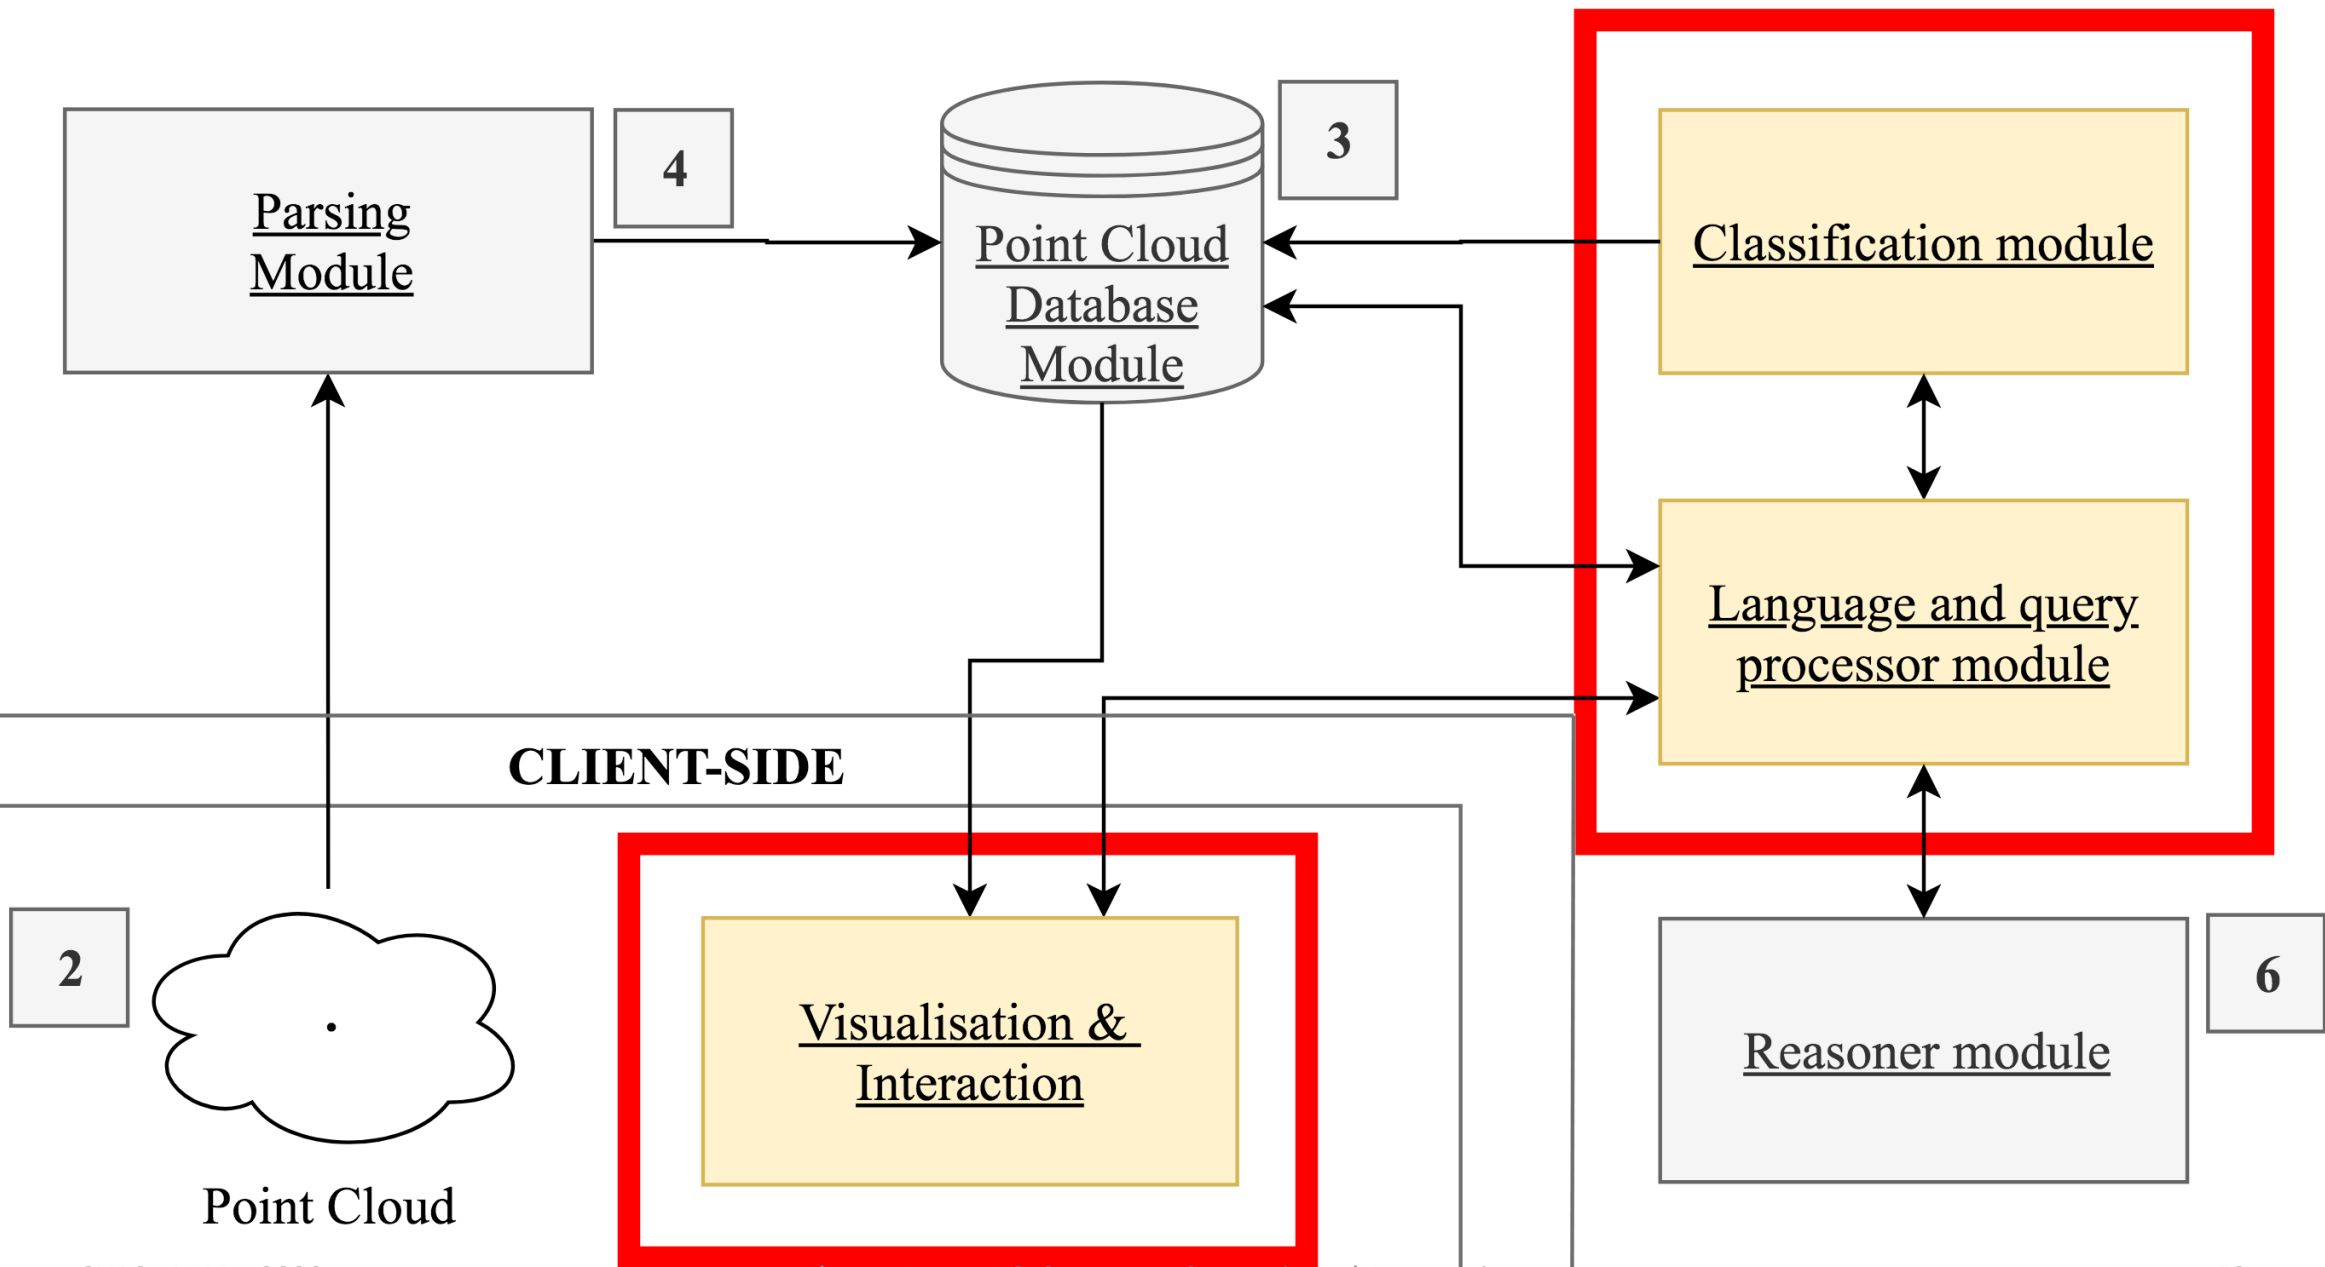 Parsing
Module
4
Point Cloud
Database
Module
3
Classification module
Language and query
processor module
CLIENT-SIDE
2
Point Cloud
Visualisation &
Interaction
Reasoner module
6